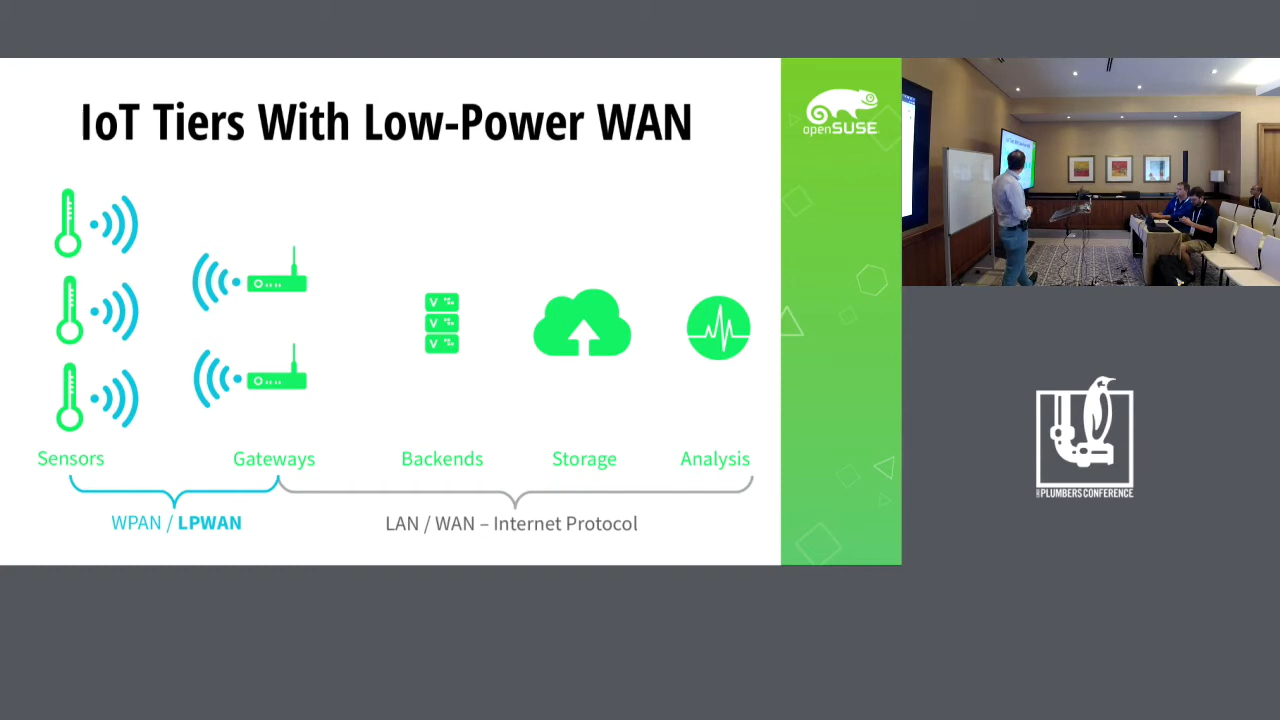 IoT Tiers With Low-Power WAN
openSUSE
Sensors
Gateways
Backends
Storage
Analysis
WPAN / LPWAN
LAN / WAN – Internet Protocol
PLUMBERS CONFERENCE